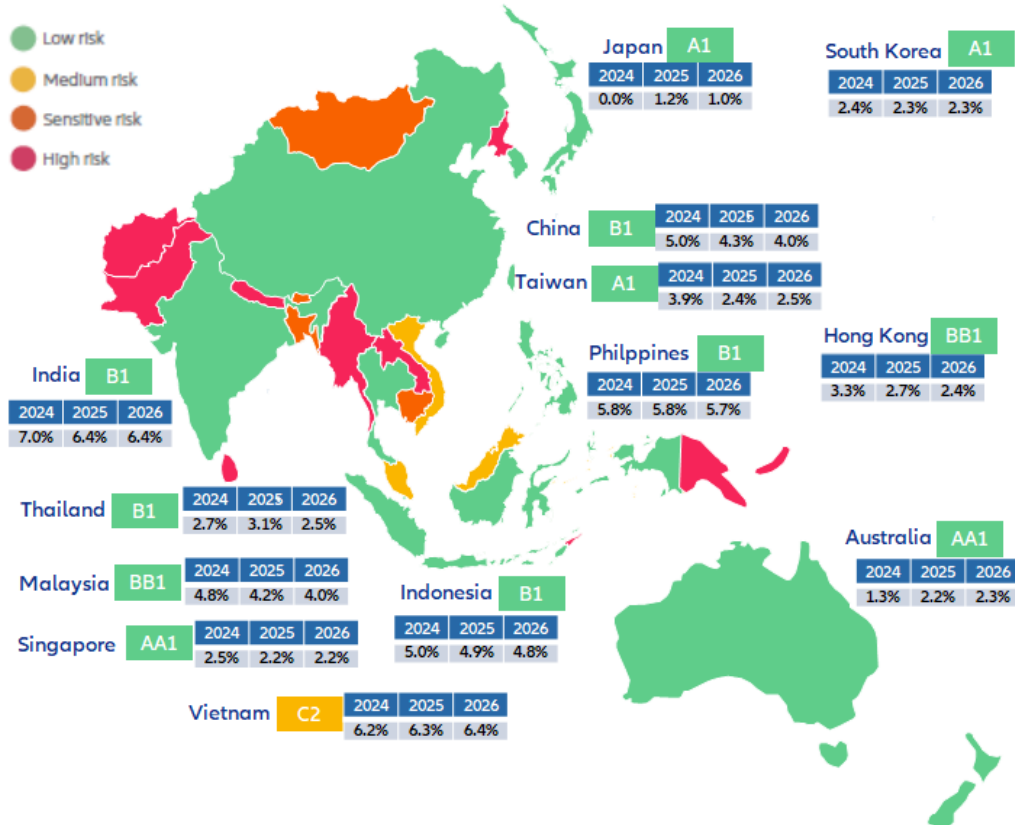 Low risk
Medium risk
Sensitive risk
High risk
Japan A1
2024 2025 2026
0.0% 1.2% 1.0%
South Korea A1
2024 2025 2026
2.4% 2.3% 2.3%
China B1
2024 2025 2026
5.0% 4.3% 4.0%
Taiwan A1
2024 2025 2026
3.9% 2.4% 2.5%
Hong Kong BB1
2024 2025 2026
3.3% 2.7% 2.4%
Philppines B1
2024 2025 2026
5.8% 5.8% 5.7%
India B1
2024 2025 2026
7.0% 6.4% 6.4%
Thailand B1
2024 2025 2026
2.7% 3.1% 2.5%
Malaysia BB1
2024 2025 2026
4.8% 4.2% 4.0%
Indonesia B1
2024 2025 2026
5.0% 4.9% 4.8%
Australia AA1
2024 2025 2026
1.3% 2.2% 2.3%
Singapore AA1
2024 2025 2026
2.5% 2.2% 2.2%
Vietnam C2
2024 2025 2026
6.2% 6.3% 6.4%